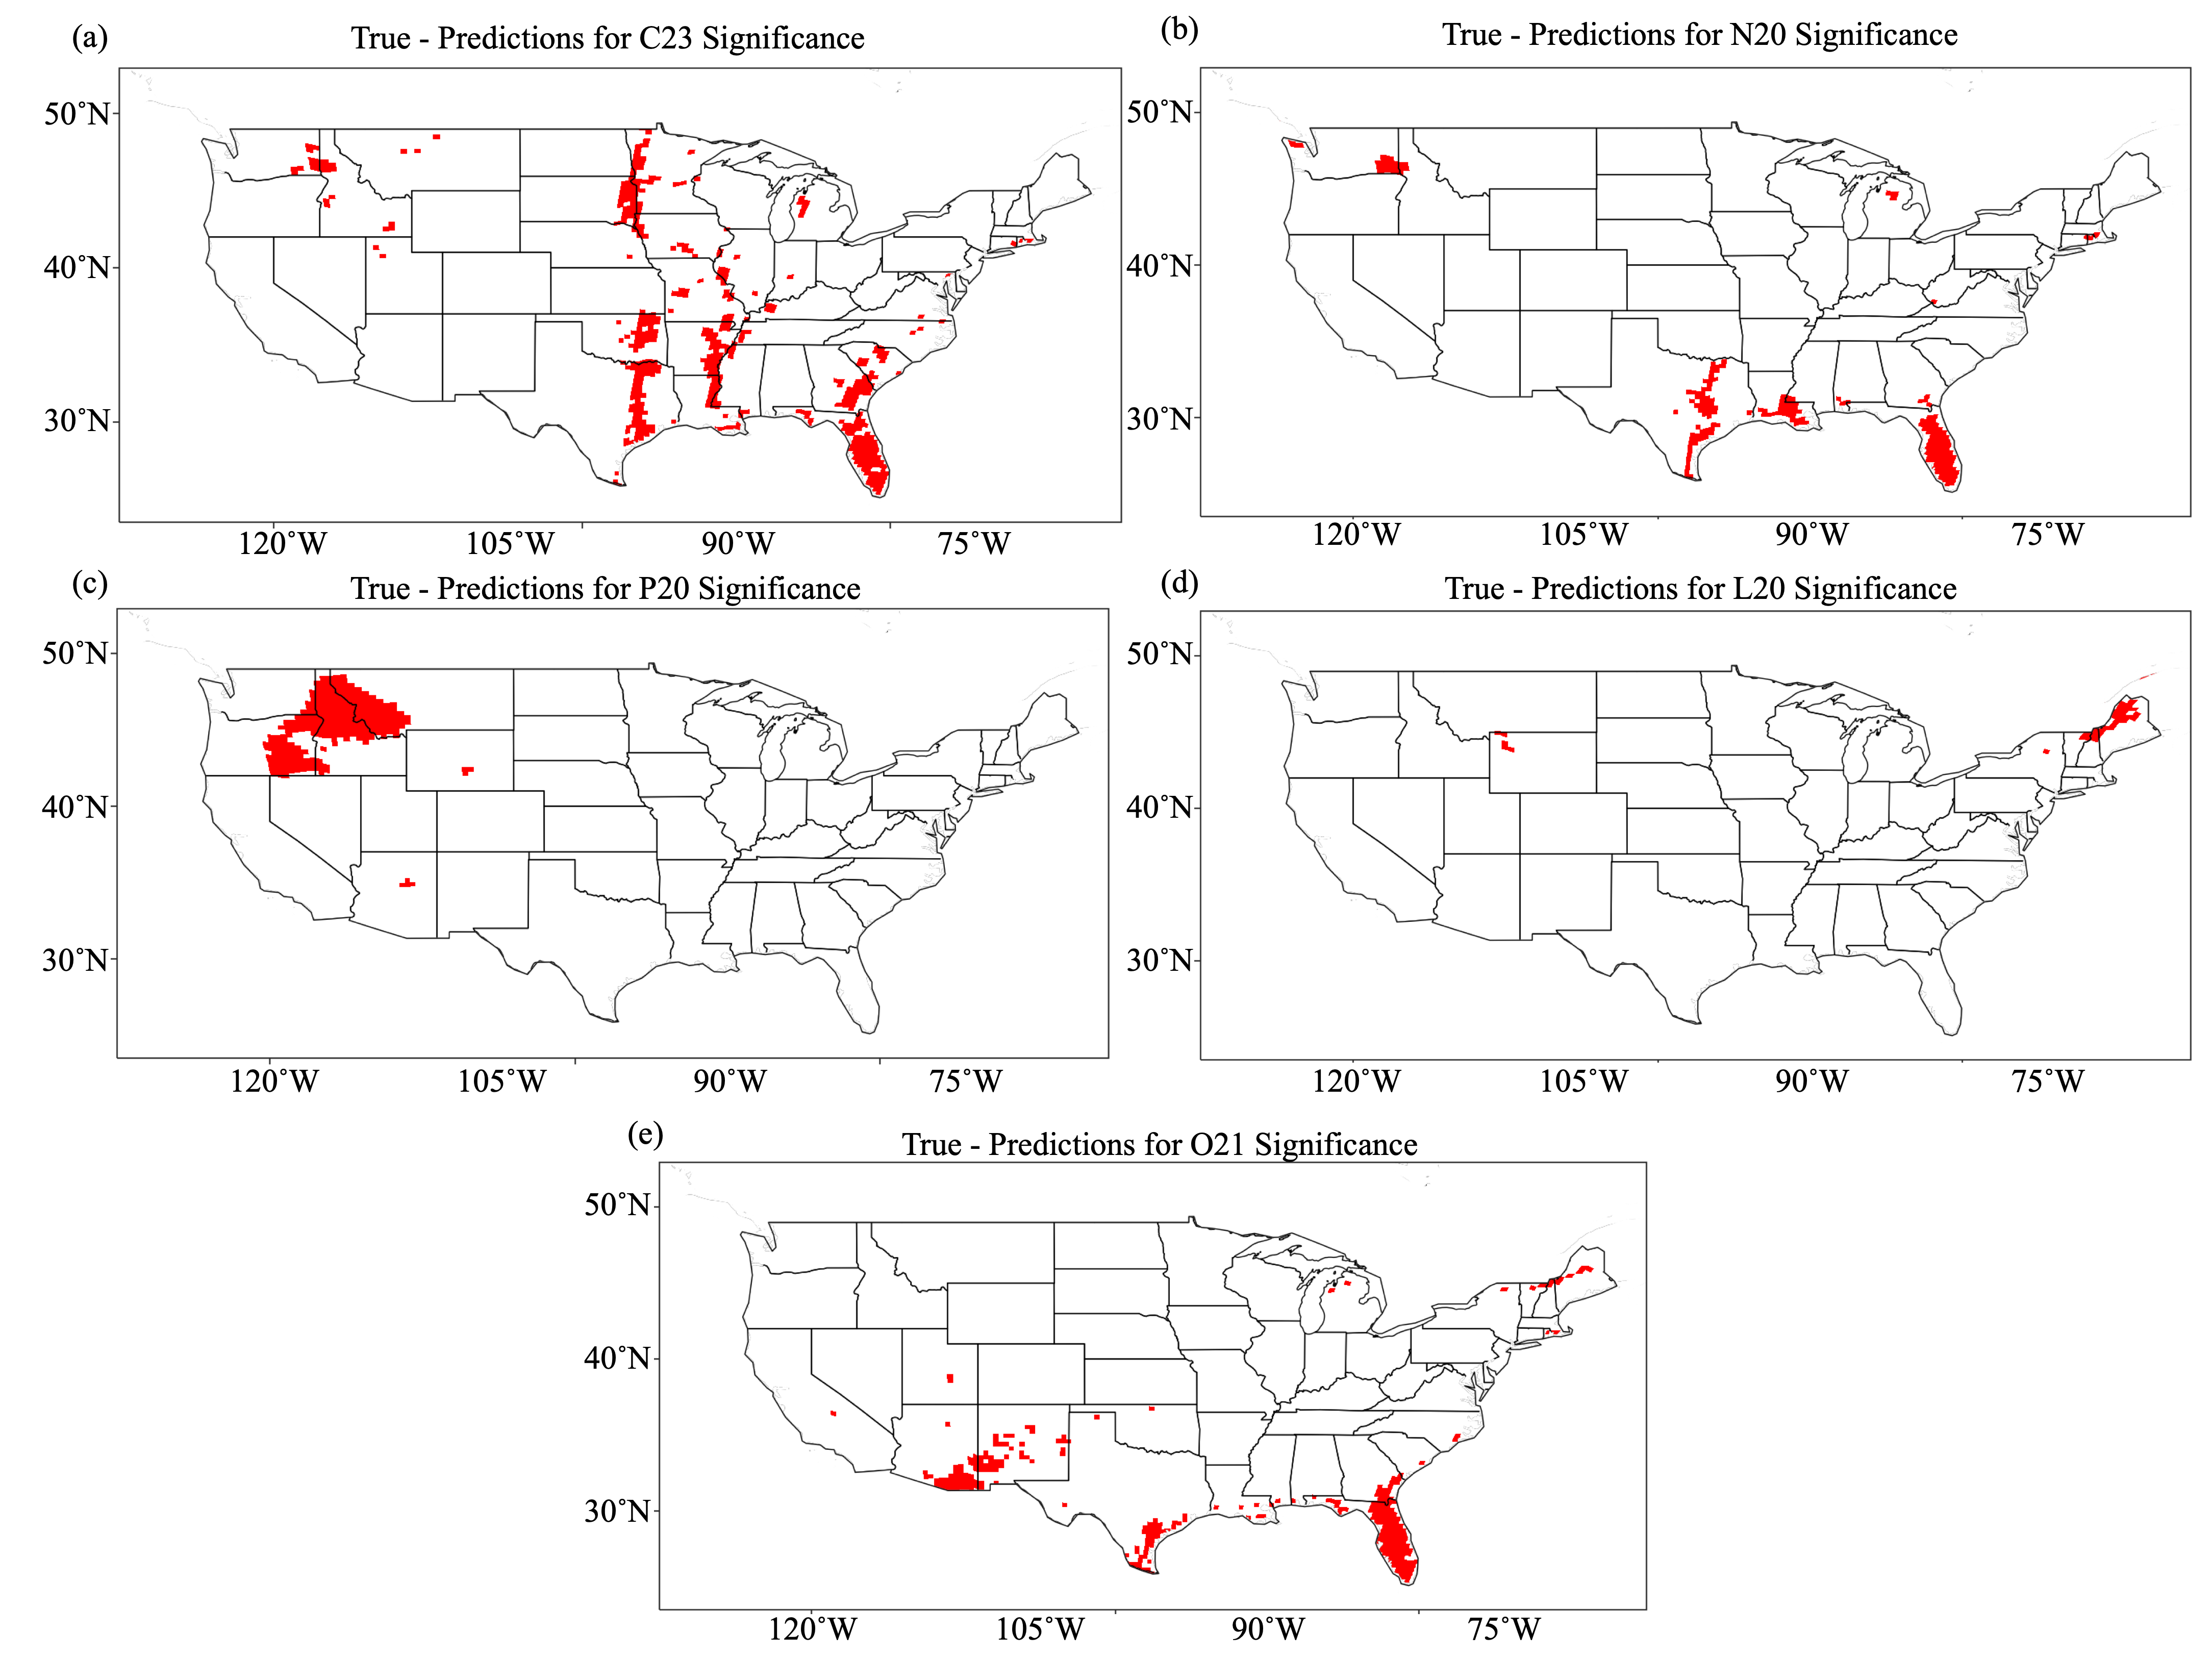 (a)
True - Predictions for C23 Significance
50°N
40°N
30°N
120°W 105°W 90°W 75°W
(b)
True - Predictions for N20 Significance
50°N
40°N
30°N
120°W 105°W 90°W 75°W
(c)
True - Predictions for P20 Significance
50°N
40°N
30°N
120°W 105°W 90°W 75°W
(d)
True - Predictions for L20 Significance
50°N
40°N
30°N
120°W 105°W 90°W 75°W
(e)
True - Predictions for O21 Significance
50°N
40°N
30°N
120°W 105°W 90°W 75°W